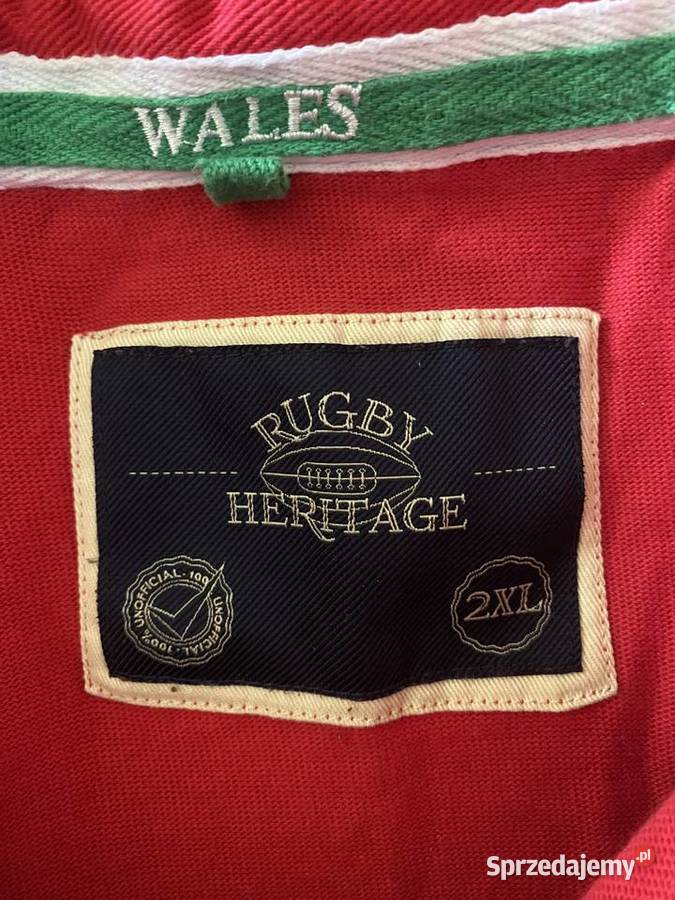 WALES
RUGBY
HERITAGE
100% UNOFFICIAL · 100% UNOFFICIAL ·
2XL
Sprzedajemy.pl